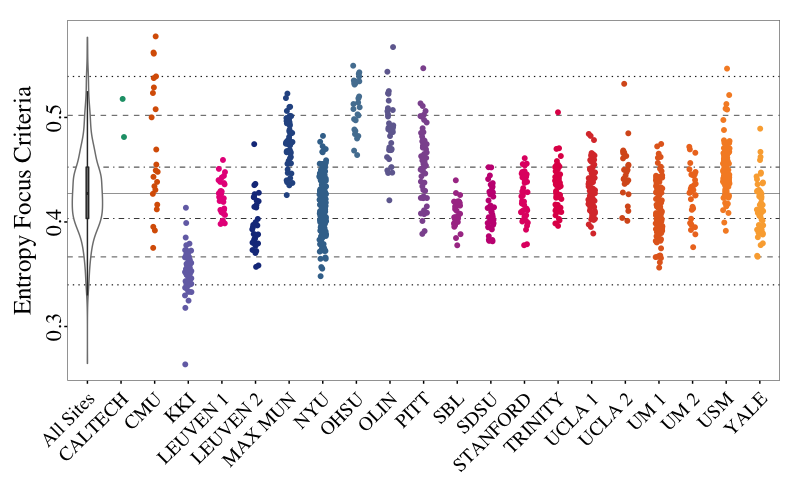 Entropy Focus Criteria
0.5
0.4
0.3
All Sites
CALTECH
CMU
KKI
LEUVEN 1
LEUVEN 2
MAX MUN
NYU
OHSU
OLIN
PITT
SBL
SDSU
STANFORD
TRINITY
UCLA 1
UCLA 2
UM 1
UM 2
USM
YALE